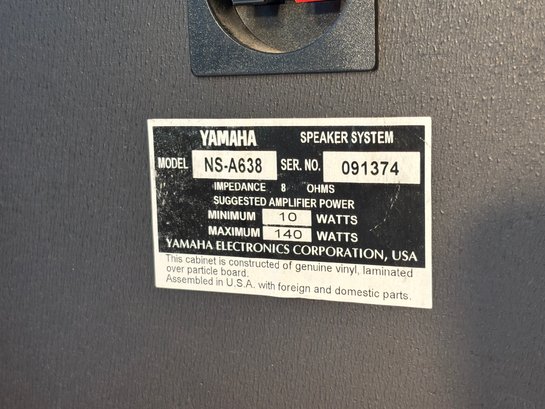 YAMAHA SPEAKER SYSTEM
MODEL NS-A638 SER. NO. 091374
IMPEDANCE 8 OHMS
SUGGESTED AMPLIFIER POWER
MINIMUM 10 WATTS
MAXIMUM 140 WATTS
YAMAHA ELECTRONICS CORPORATION, USA
This cabinet is constructed of genuine vinyl, laminated
over particle board.
Assembled in U.S.A. with foreign and domestic parts.